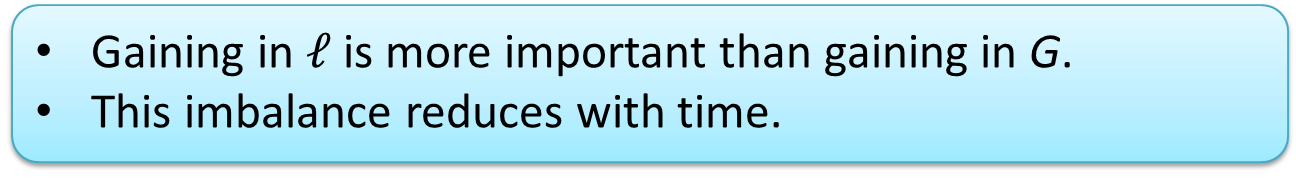 • Gaining in ℓ is more important than gaining in G.
• This imbalance reduces with time.